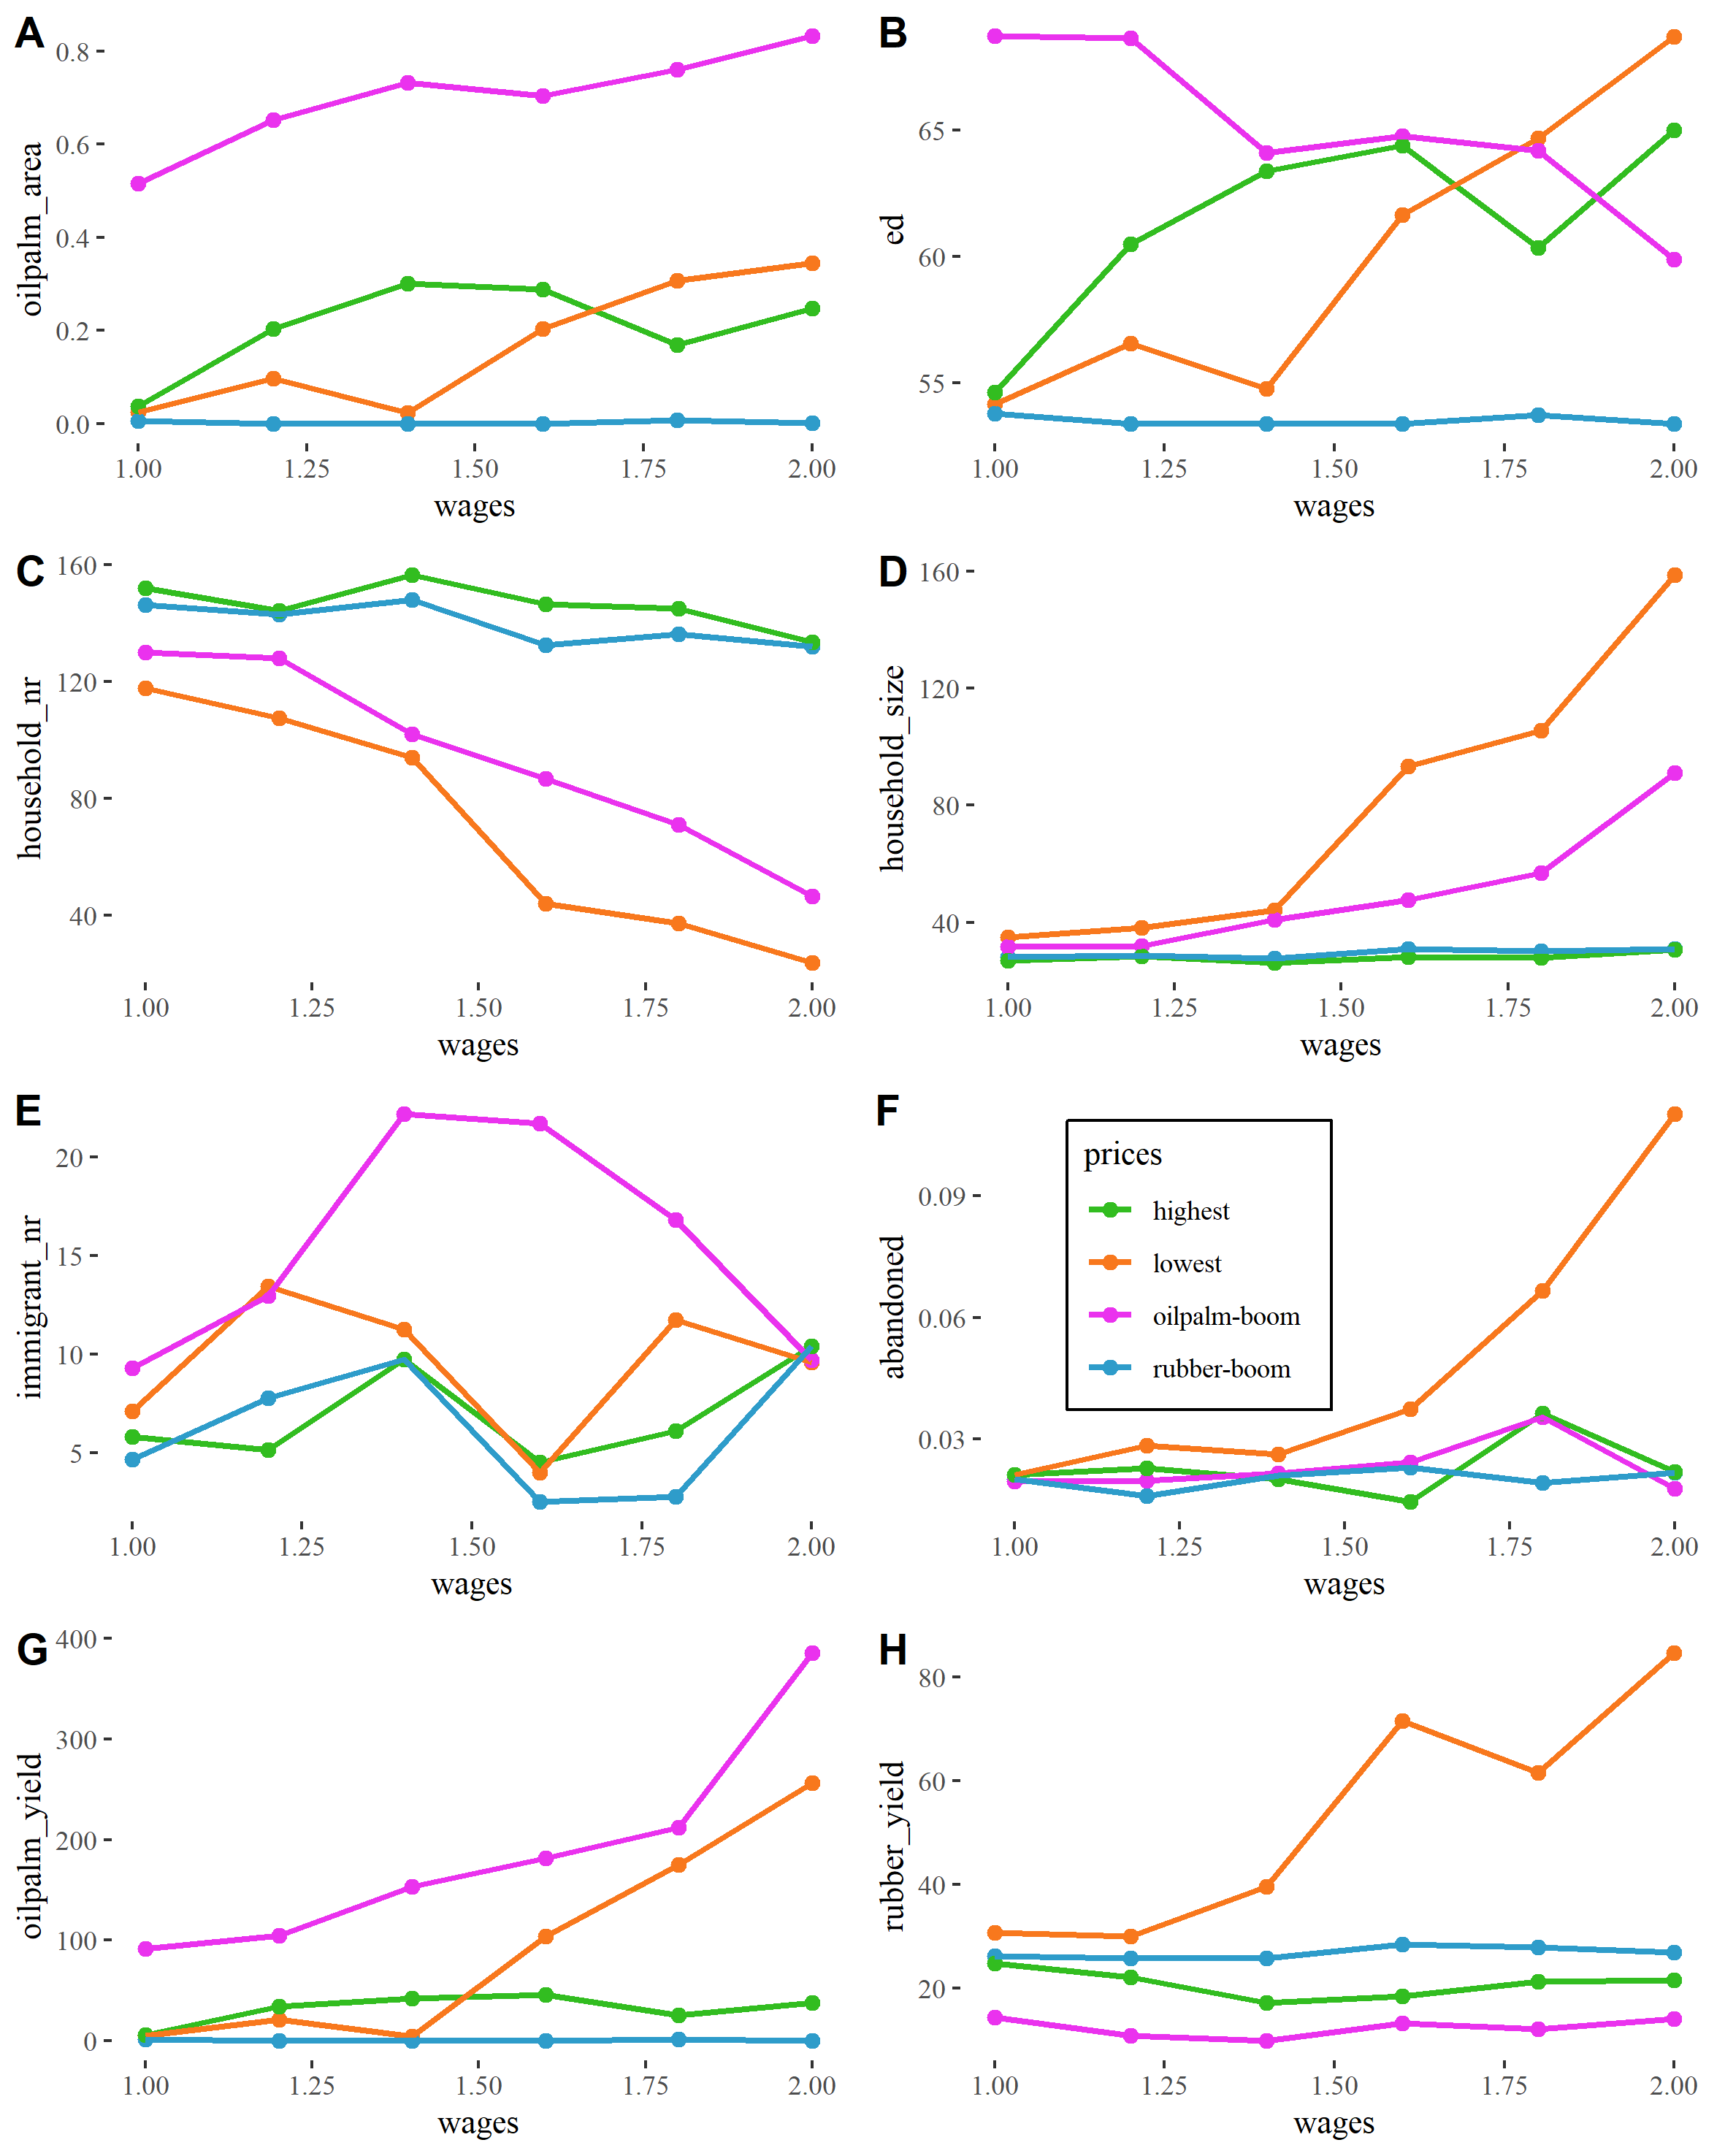 A
0.8
0.6
0.4
0.2
0.0
oilpalm_area
1.00 1.25 1.50 1.75 2.00
wages
B
65
60
55
ed
1.00 1.25 1.50 1.75 2.00
wages
C
160
120
80
40
household_nr
1.00 1.25 1.50 1.75 2.00
wages
D
160
120
80
40
household_size
1.00 1.25 1.50 1.75 2.00
wages
E
20
15
10
5
immigrant_nr
1.00 1.25 1.50 1.75 2.00
wages
F
0.09
0.06
0.03
abandoned
prices
highest
lowest
oilpalm-boom
rubber-boom
1.00 1.25 1.50 1.75 2.00
wages
G
400
300
200
100
0
oilpalm_yield
1.00 1.25 1.50 1.75 2.00
wages
H
80
60
40
20
rubber_yield
1.00 1.25 1.50 1.75 2.00
wages